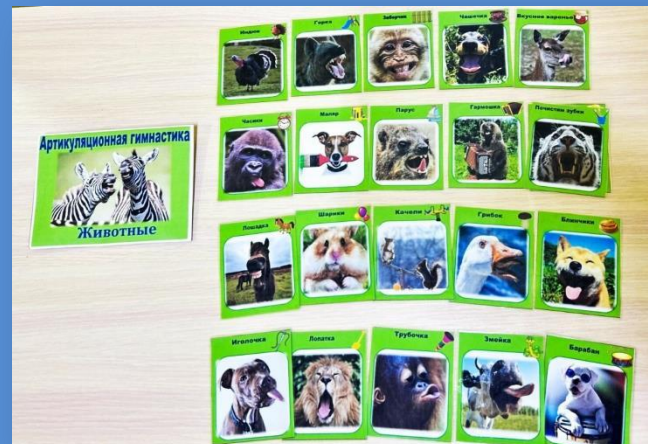 Артикуляционная гимнастика
Животные
Индюк
Горка
Заборчик
Чашечка
Вкусное варенье
Часики
Маляр
Парус
Гармошка
Почистим зубки
Лошадка
Шарики
Качели
Грибок
Блинчики
Иголочка
Лопатка
Трубочка
Змейка
Барабан